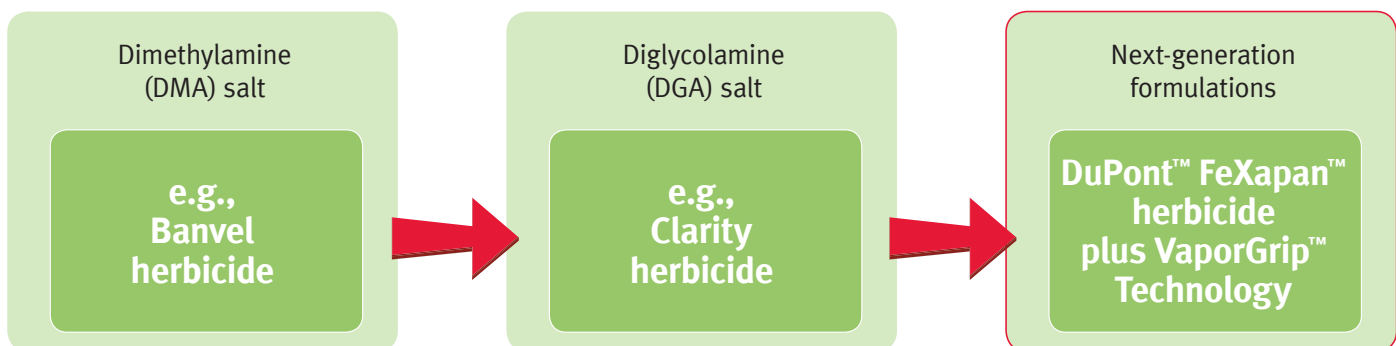 Dimethylamine
(DMA) salt
e.g.,
Banvel
herbicide
Diglycolamine
(DGA) salt
e.g.,
Clarity
herbicide
Next-generation
formulations
DuPont™ FeXapan™
herbicide
plus VaporGrip™
Technology